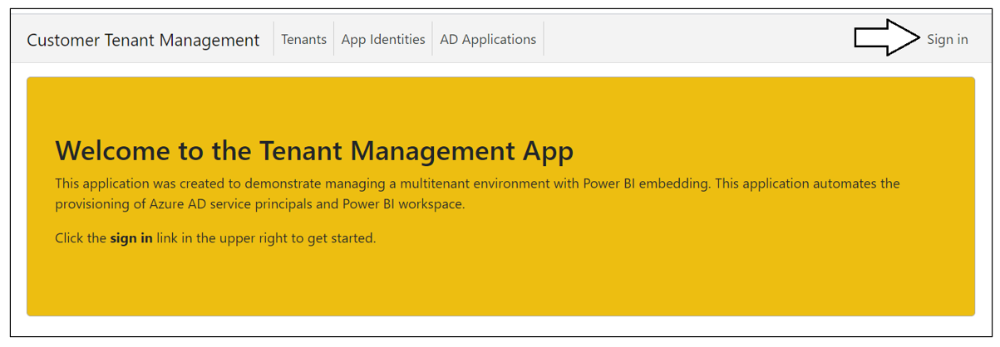 Customer Tenant Management Tenants App Identities AD Applications Sign in
Welcome to the Tenant Management App
This application was created to demonstrate managing a multitenant environment with Power BI embedding. This application automates the
provisioning of Azure AD service principals and Power BI workspace.
Click the sign in link in the upper right to get started.